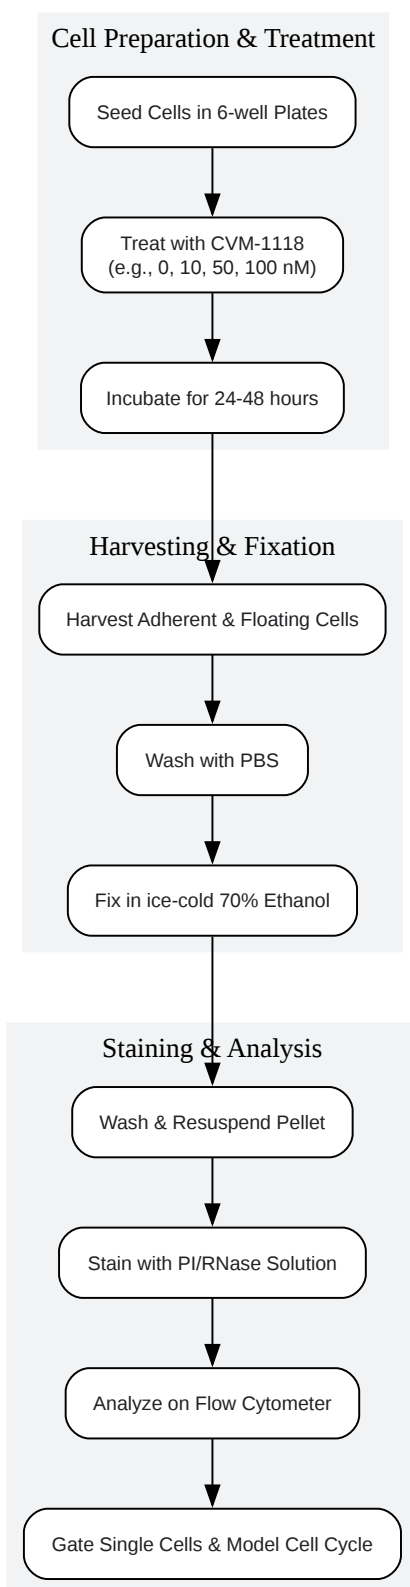 Cell Preparation & Treatment
Seed Cells in 6-well Plates
Treat with CVM-1118
(e.g., 0, 10, 50, 100 nM)
Incubate for 24-48 hours
Harvesting & Fixation
Harvest Adherent & Floating Cells
Wash with PBS
Fix in ice-cold 70% Ethanol
Staining & Analysis
Wash & Resuspend Pellet
Stain with PI/RNase Solution
Analyze on Flow Cytometer
Gate Single Cells & Model Cell Cycle